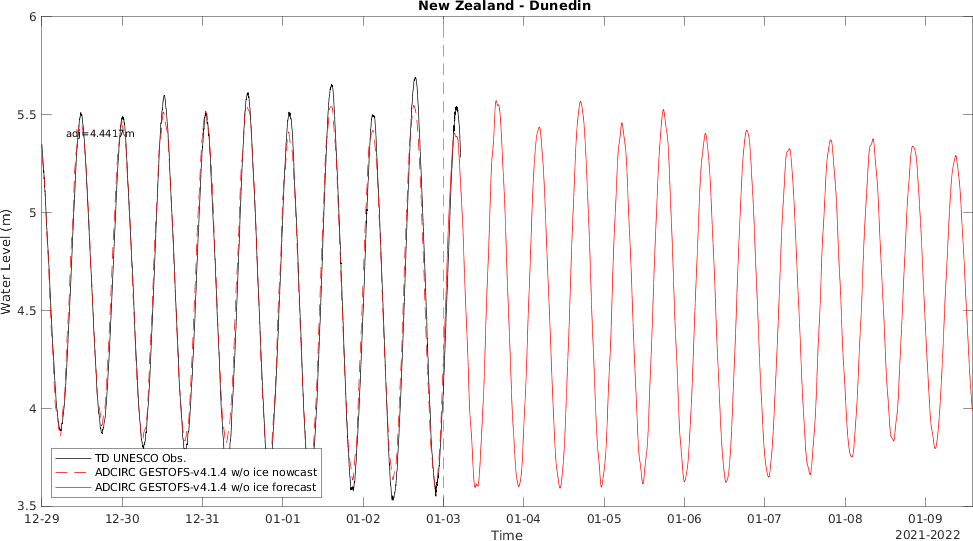 New Zealand - Dunedin
6
5.5
adj=4.4417m
5
Water Level (m)
4.5
4
TD UNESCO Obs.
ADCIRC GESTOFS-v4.1.4 w/o ice nowcast
ADCIRC GESTOFS-v4.1.4 w/o ice forecast
3.5
12-29 12-30 12-31 01-01 01-02 01-03 01-04 01-05 01-06 01-07 01-08 01-09
Time
2021-2022